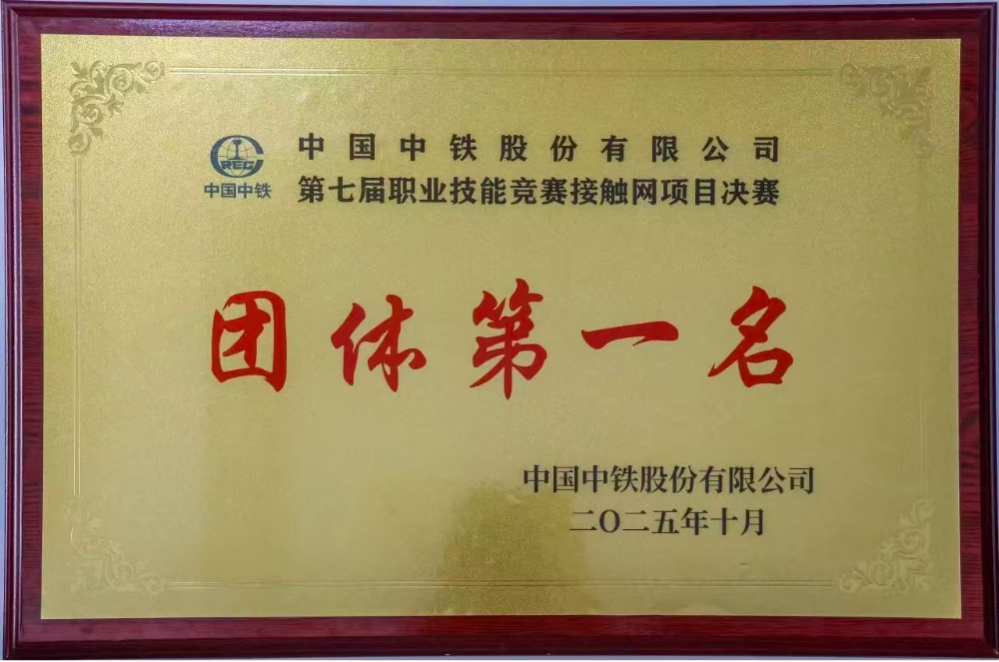 中国中铁股份有限公司
CREC
中国中铁
第七届职业技能竞赛接触网项目决赛
团体第一名
中国中铁股份有限公司
二〇二五年十月